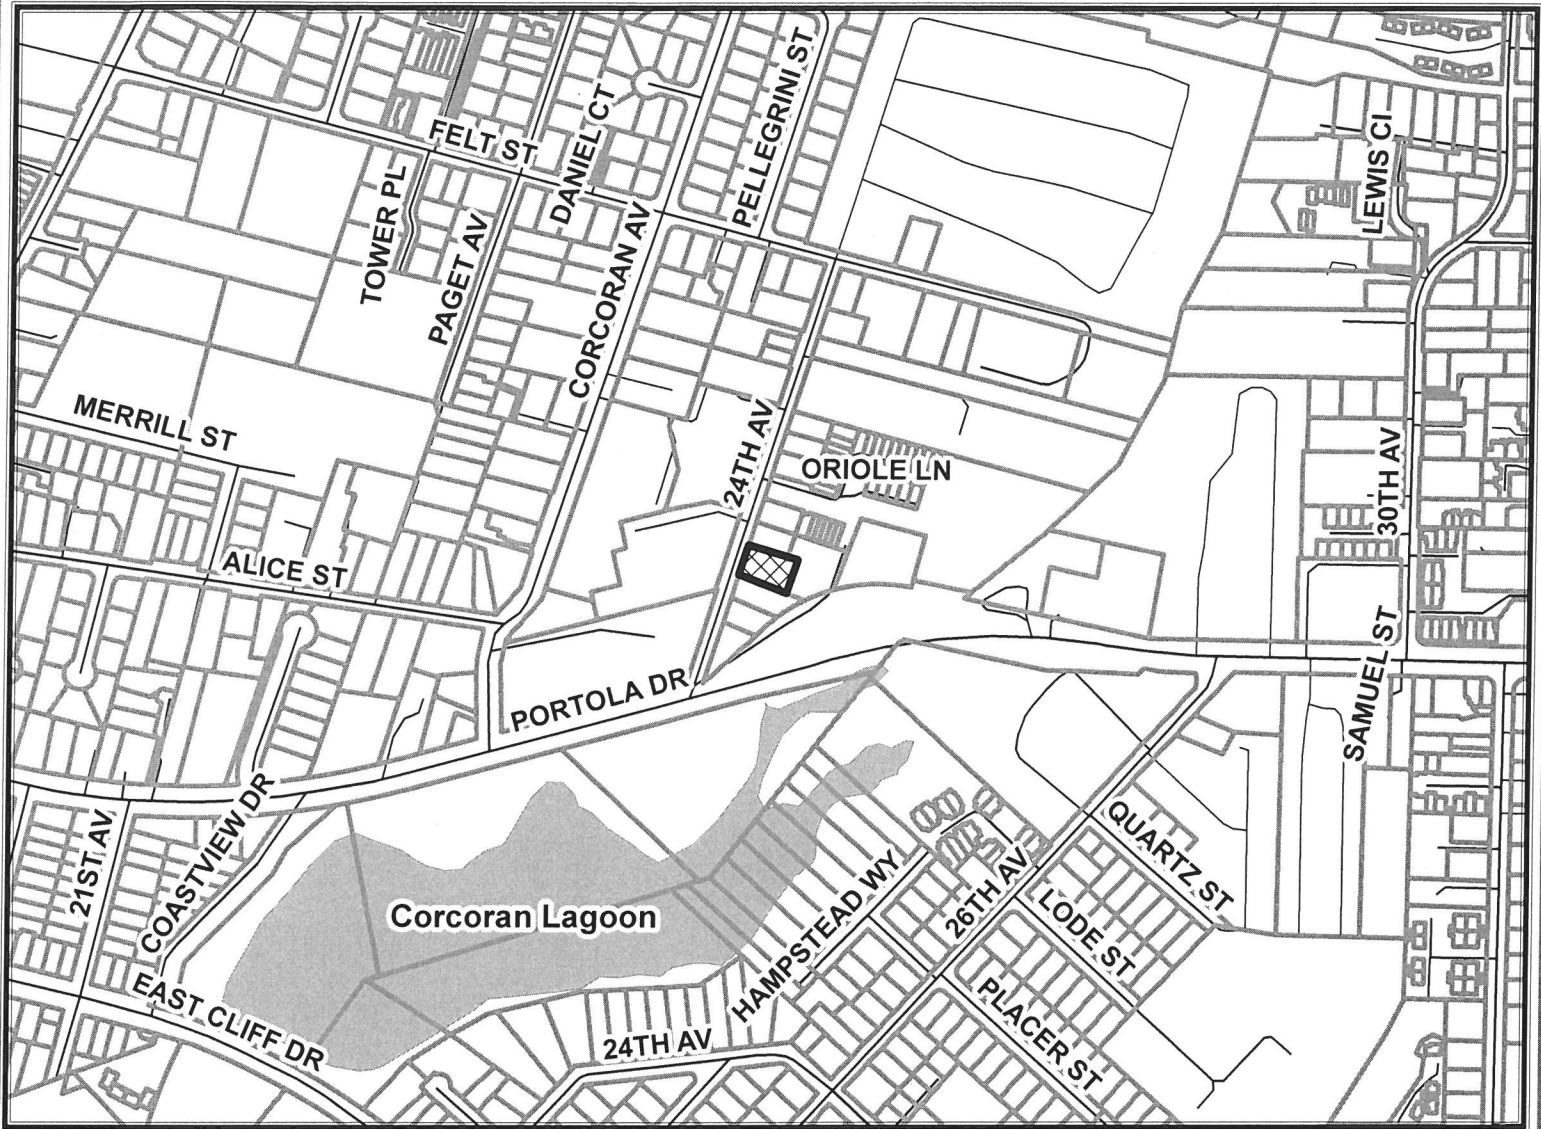 PELLEGRINI ST
DANIEL CT
FELT ST
LEWIS CI
TOWER PL
PAGET AV
CORCORAN AV
MERRILL ST
24TH AV
ORIOLE LN
30TH AV
ALICE ST
SAMUEL ST
PORTOLA DR
21ST AV
COASTVIEW DR
QUARTZ ST
Corcoran Lagoon
HAMPSTEAD WY
26TH AV
LODE ST
EAST CLIFF DR
PLACER ST
24TH AV